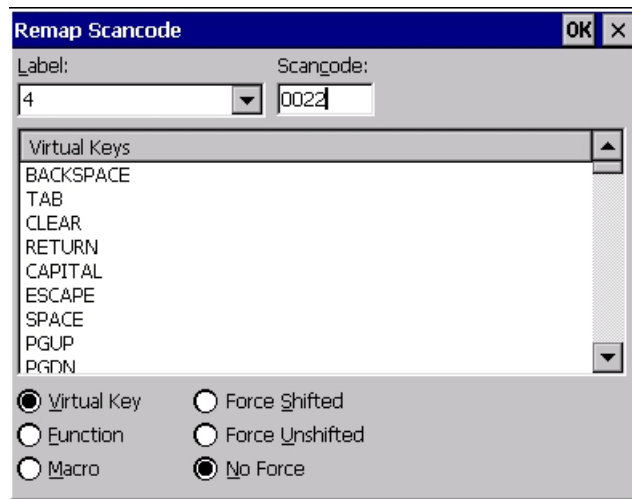 Remap Scancode OK ×
Label: Scancode:
4 0022
Virtual Keys
BACKSPACE
TAB
CLEAR
RETURN
CAPITAL
ESCAPE
SPACE
PGUP
PGDN
Virtual Key Force Shifted
Function Force Unshifted
Macro No Force